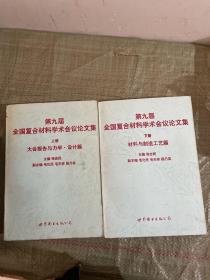 第九届
全国复合材料学术会议论文集
上册
大会报告与力学·设计篇
世界图书出版公司
第九届
全国复合材料学术会议论文集
下册
材料与制造工艺篇
世界图书出版公司